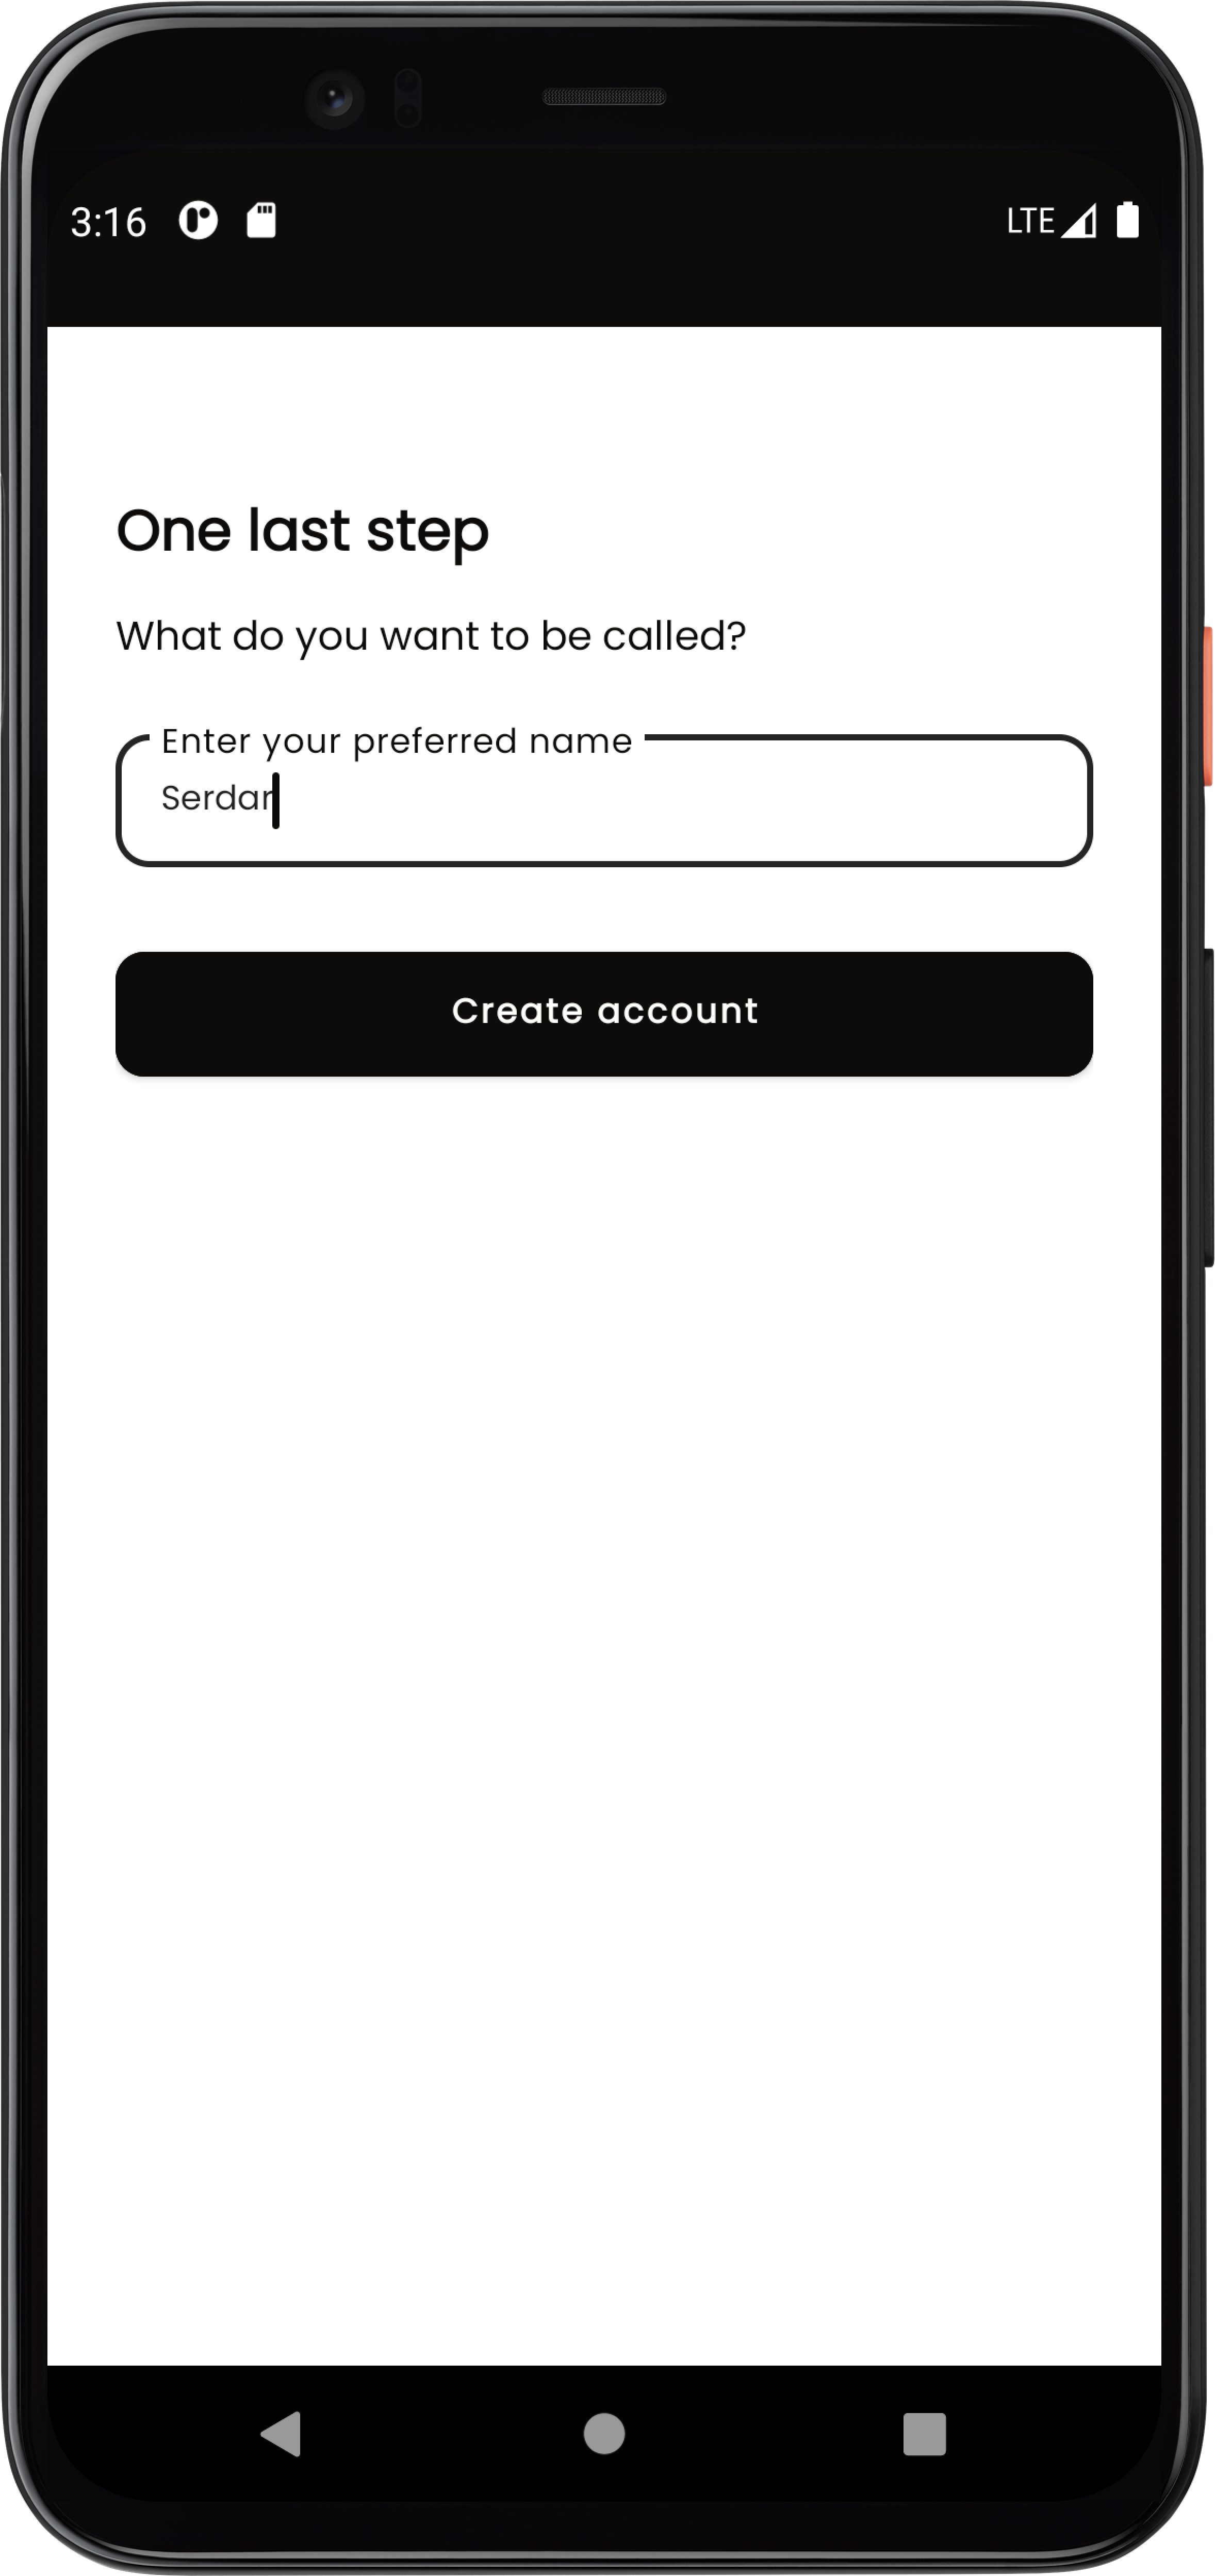 3:16 LTE
One last step
What do you want to be called?
Enter your preferred name
Serdar
Create account